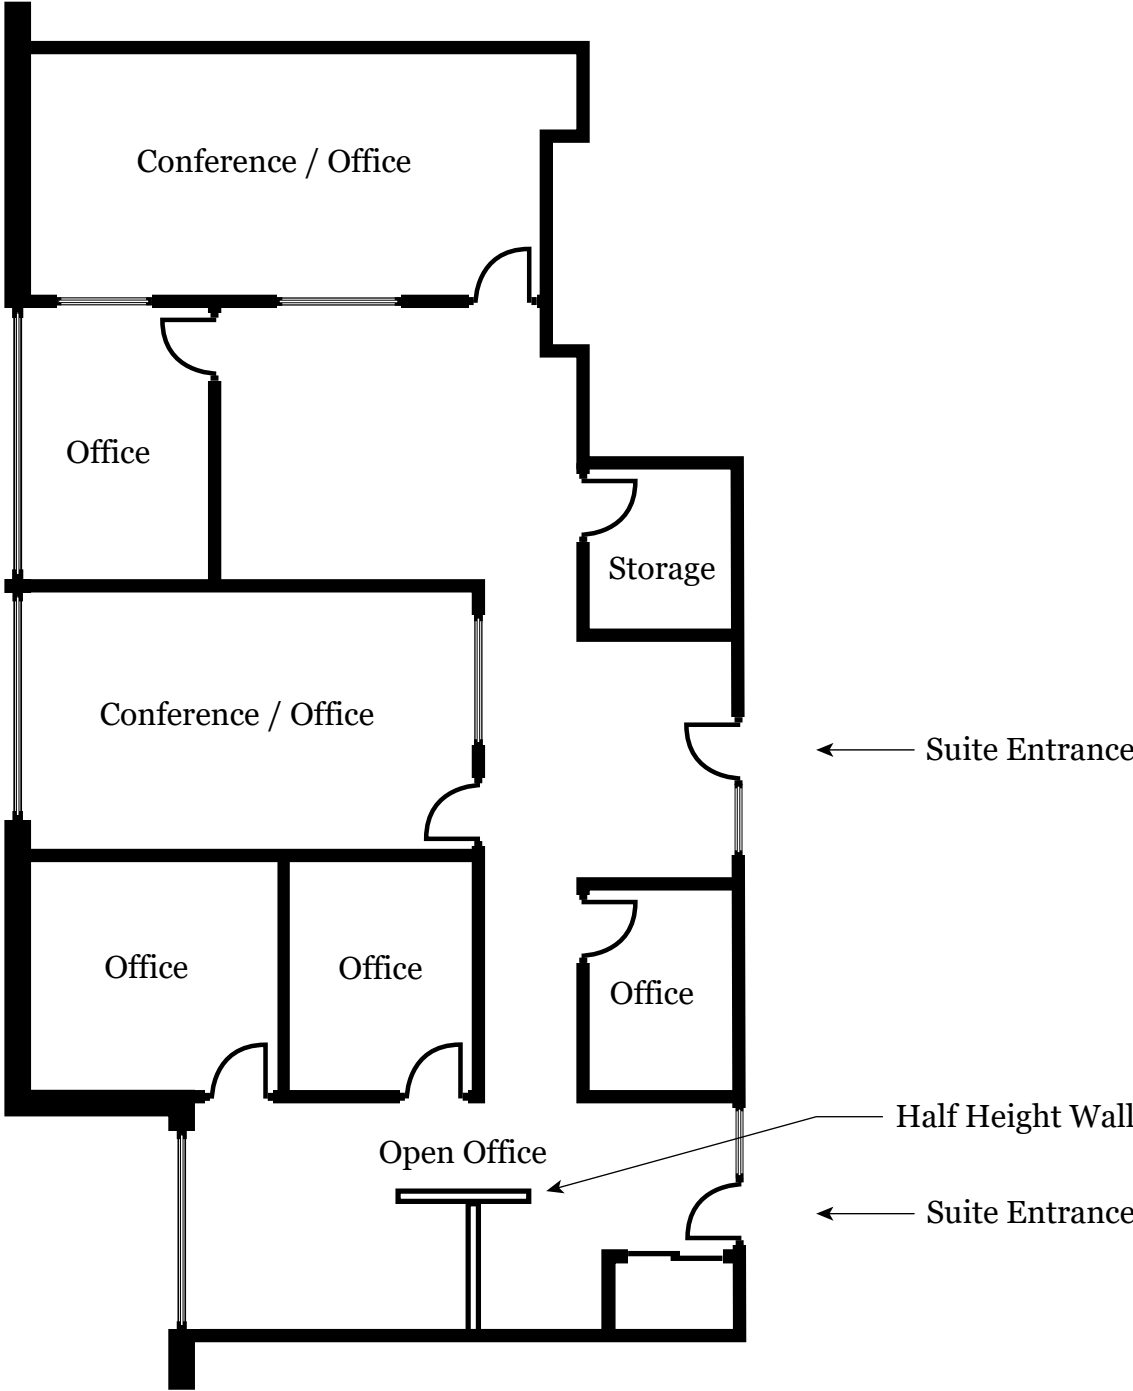 Conference / Office
Office
Storage
Conference / Office
Suite Entrance
Office
Office
Office
Half Height Wall
Open Office
Suite Entrance